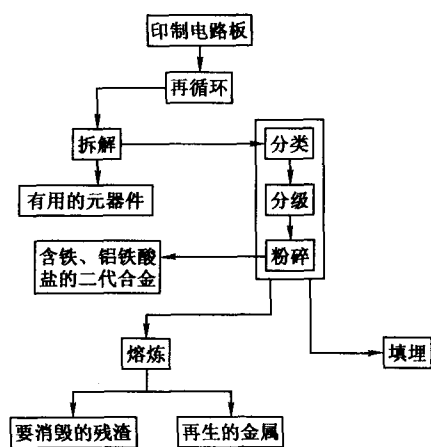 印制电路板
再循环
拆解
分类
有用的元器件
分级
含铁、铝铁酸
盐的二代合金
粉碎
熔炼
填埋
要消毁的残渣
再生的金属